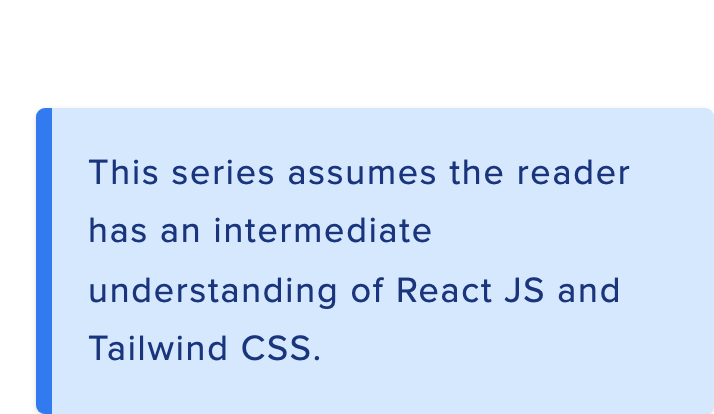 This series assumes the reader
has an intermediate
understanding of React JS and
Tailwind CSS.